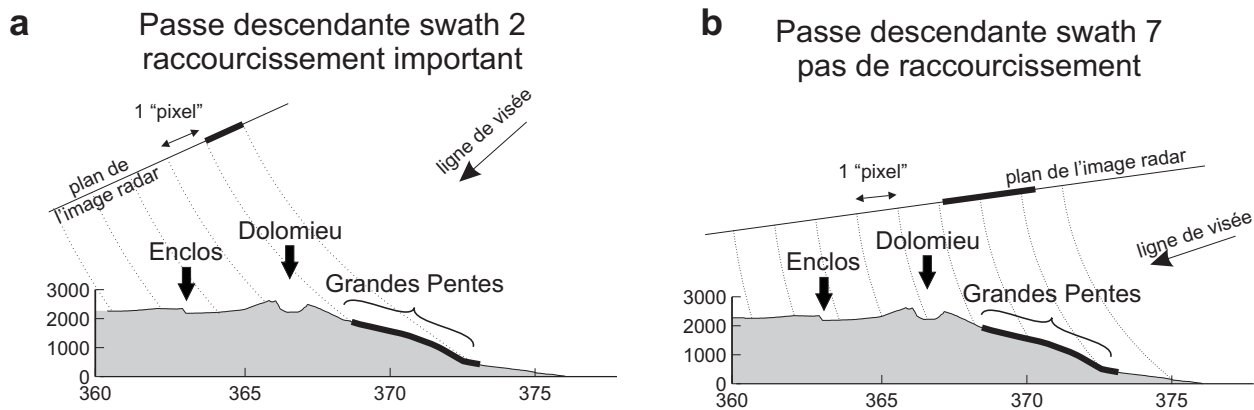 a
Passe descendante swath 2
raccourcissement important
1 “pixel”
ligne de visée
plan de
l’image radar
Dolomieu
Enclos
Grandes Pentes
3000
2000
1000
0
360
365
370
375
b
Passe descendante swath 7
pas de raccourcissement
1 “pixel”
plan de l’image radar
ligne de visée
Dolomieu
Enclos
Grandes Pentes
3000
2000
1000
0
360
365
370
375